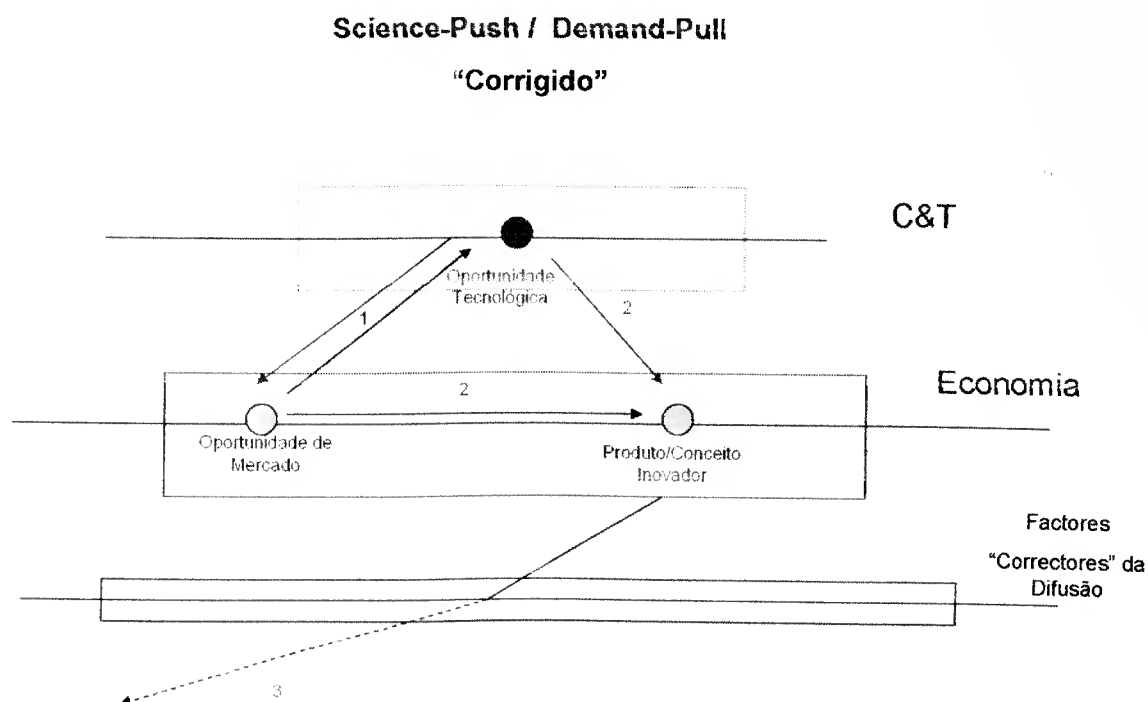 Science-Push / Demand-Pull
“Corrigido”
C&T
Oportunidade
Tecnológica
1
2
Economia
2
Oportunidade de
Mercado
Produto/Conceito
Inovador
Factores
“Correctores” da
Difusão
3